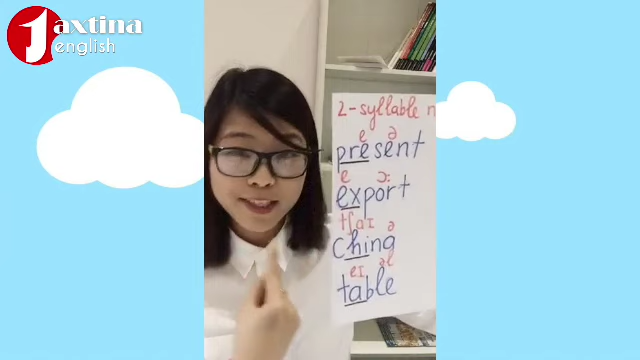 Jaxtina
english
2-syllable n
e ə
present
e ɔ:
export
tʃaɪ ə
china
eɪ əl
table